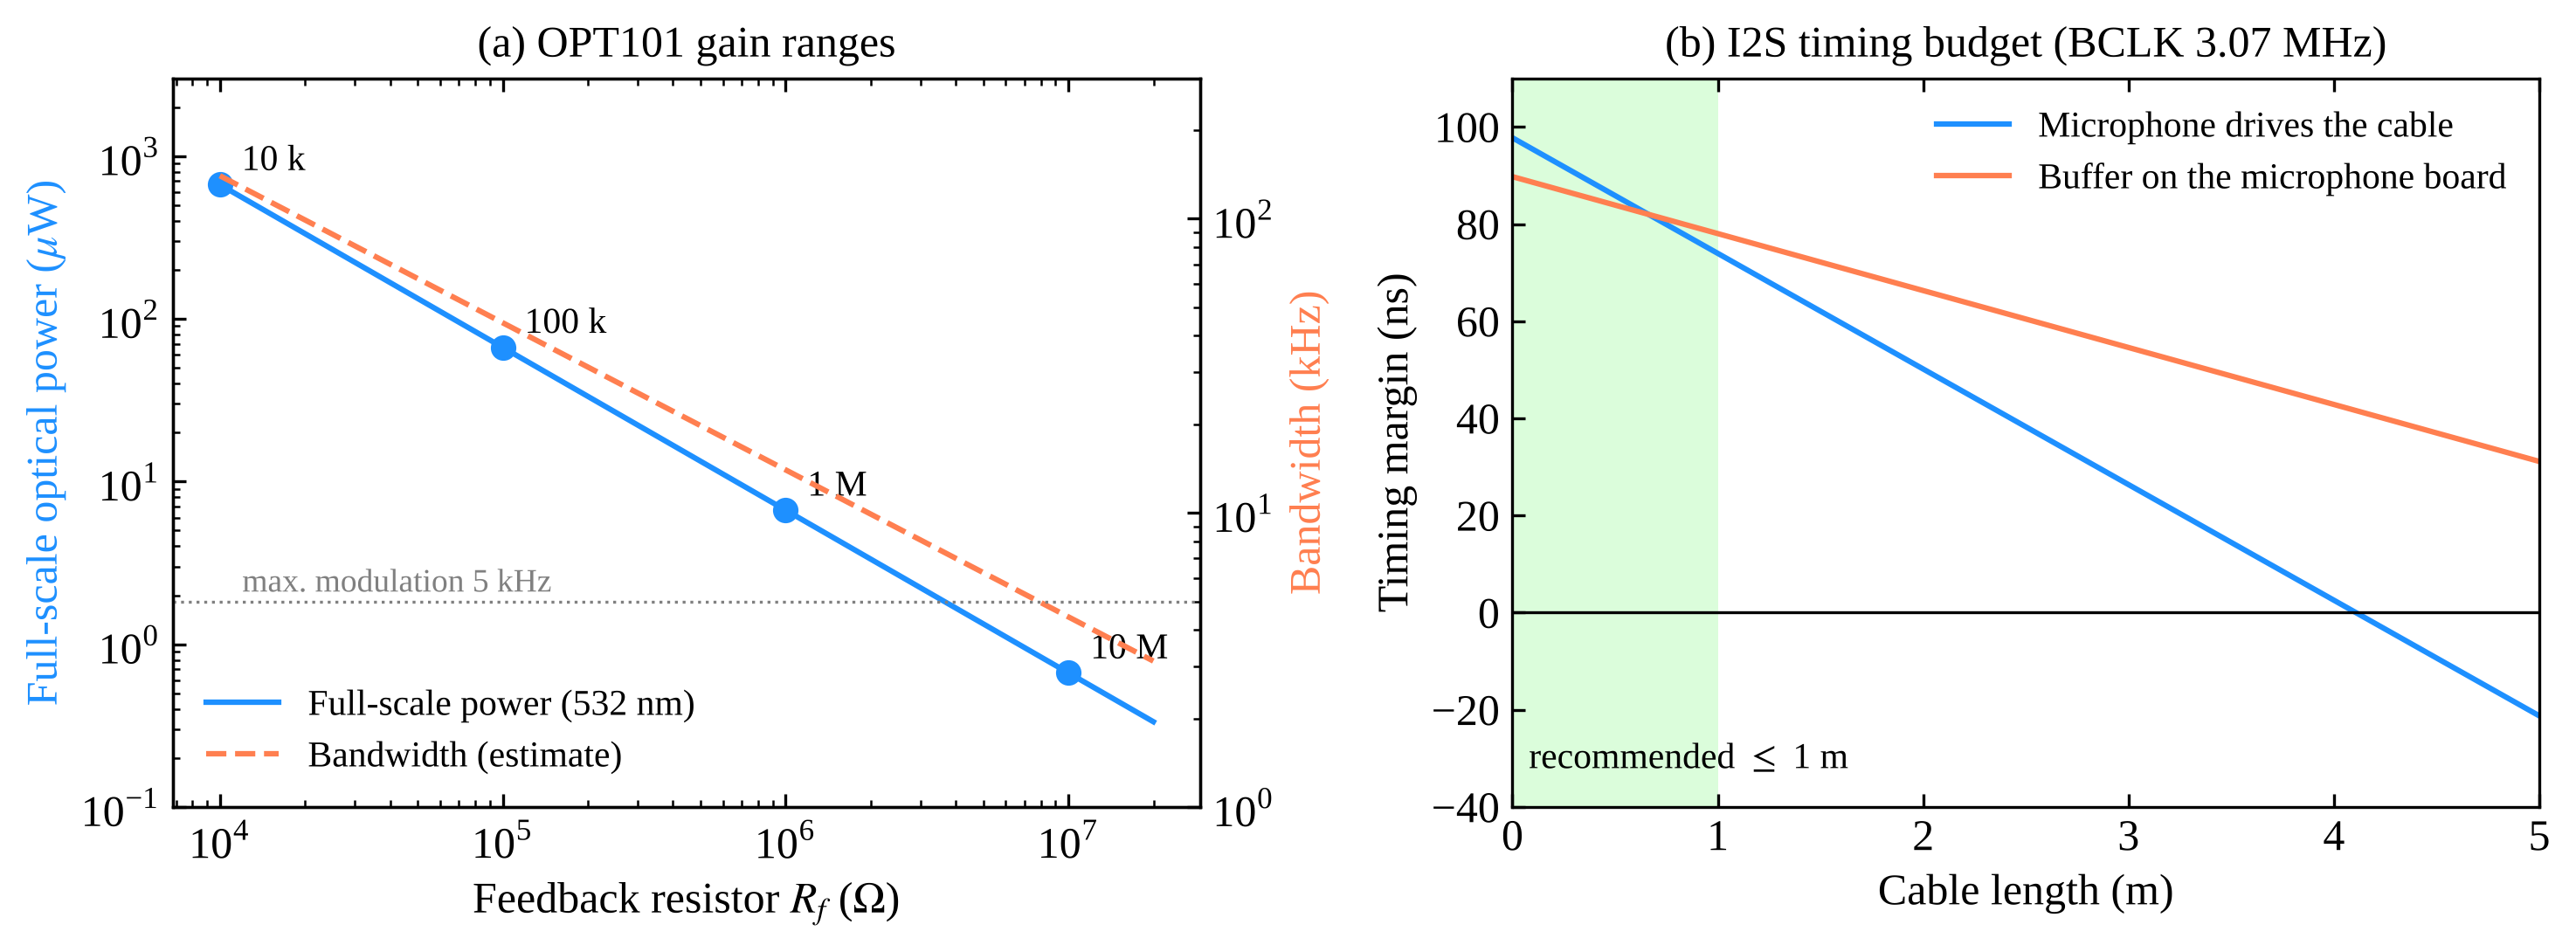 (a) OPT101 gain ranges
Full-scale optical power (μW)
10³
10²
10¹
10⁰
10⁻¹
10 k
100 k
1 M
10 M
max. modulation 5 kHz
Full-scale power (532 nm)
Bandwidth (estimate)
10²
10¹
10⁰
Bandwidth (kHz)
10⁴ 10⁵ 10⁶ 10⁷
Feedback resistor R_f (Ω)
(b) I2S timing budget (BCLK 3.07 MHz)
Timing margin (ns)
100
80
60
40
20
0
−20
−40
Microphone drives the cable
Buffer on the microphone board
recommended ≤ 1 m
0 1 2 3 4 5
Cable length (m)